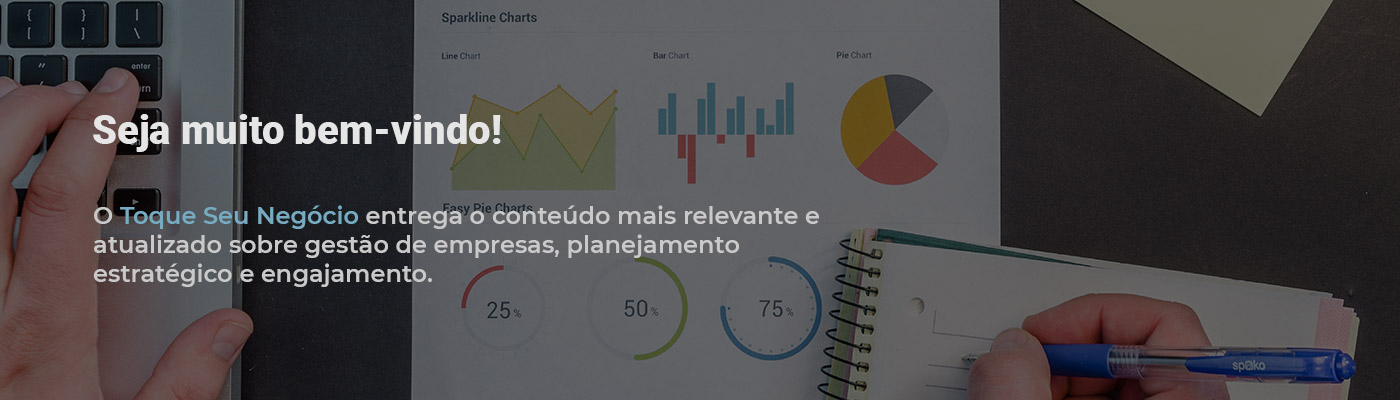 Sparkline Charts
Line Chart
Bar Chart
Pie Chart
enter
Seja muito bem-vindo!
Easy Pie Charts
O Toque Seu Negócio entrega o conteúdo mais relevante e
atualizado sobre gestão de empresas, planejamento
estratégico e engajamento.
25%
50%
75%